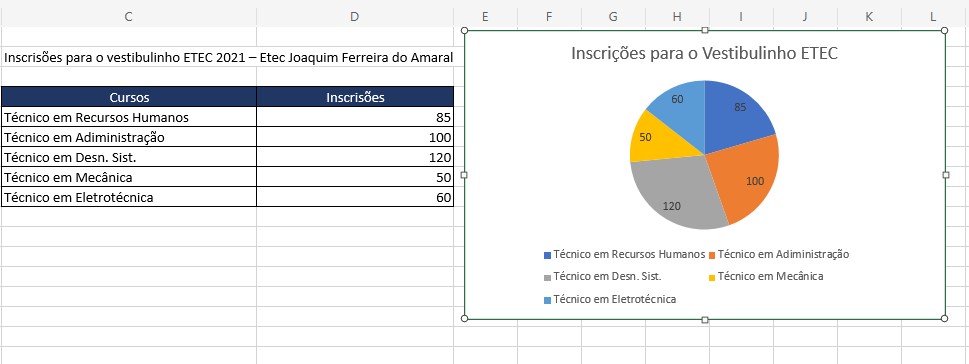 C D E F G H I J K L
Inscrisões para o vestibulinho ETEC 2021 – Etec Joaquim Ferreira do Amaral
Cursos Inscrisões
Técnico em Recursos Humanos 85
Técnico em Adiministração 100
Técnico em Desn. Sist. 120
Técnico em Mecânica 50
Técnico em Eletrotécnica 60
Inscrições para o Vestibulinho ETEC
60 85
50
100
120
Técnico em Recursos Humanos Técnico em Adiministração
Técnico em Desn. Sist. Técnico em Mecânica
Técnico em Eletrotécnica